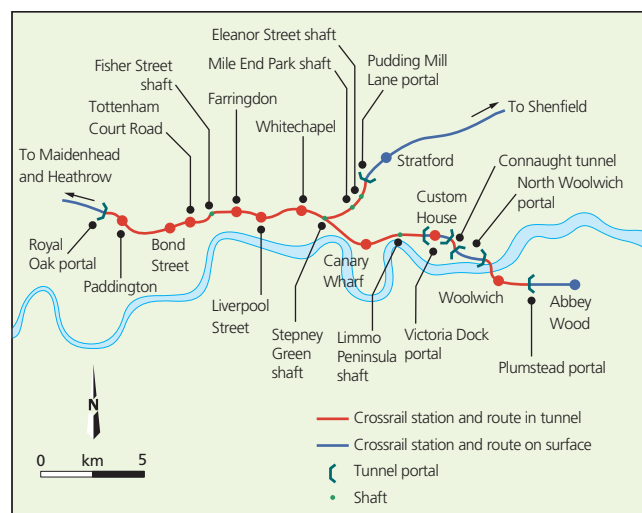 Eleanor Street shaft
Mile End Park shaft
Pudding Mill
Lane portal
Fisher Street
shaft
Farringdon
To Shenfield
Tottenham
Court Road
Whitechapel
Stratford
Connaught tunnel
North Woolwich
portal
To Maidenhead
and Heathrow
Custom
House
Royal
Oak portal
Bond
Street
Canary
Wharf
Paddington
Woolwich
Abbey
Wood
Liverpool
Street
Stepney
Green
shaft
Limmo
Peninsula
shaft
Victoria Dock
portal
Plumstead portal
N
0 km 5
Crossrail station and route in tunnel
Crossrail station and route on surface
Tunnel portal
Shaft